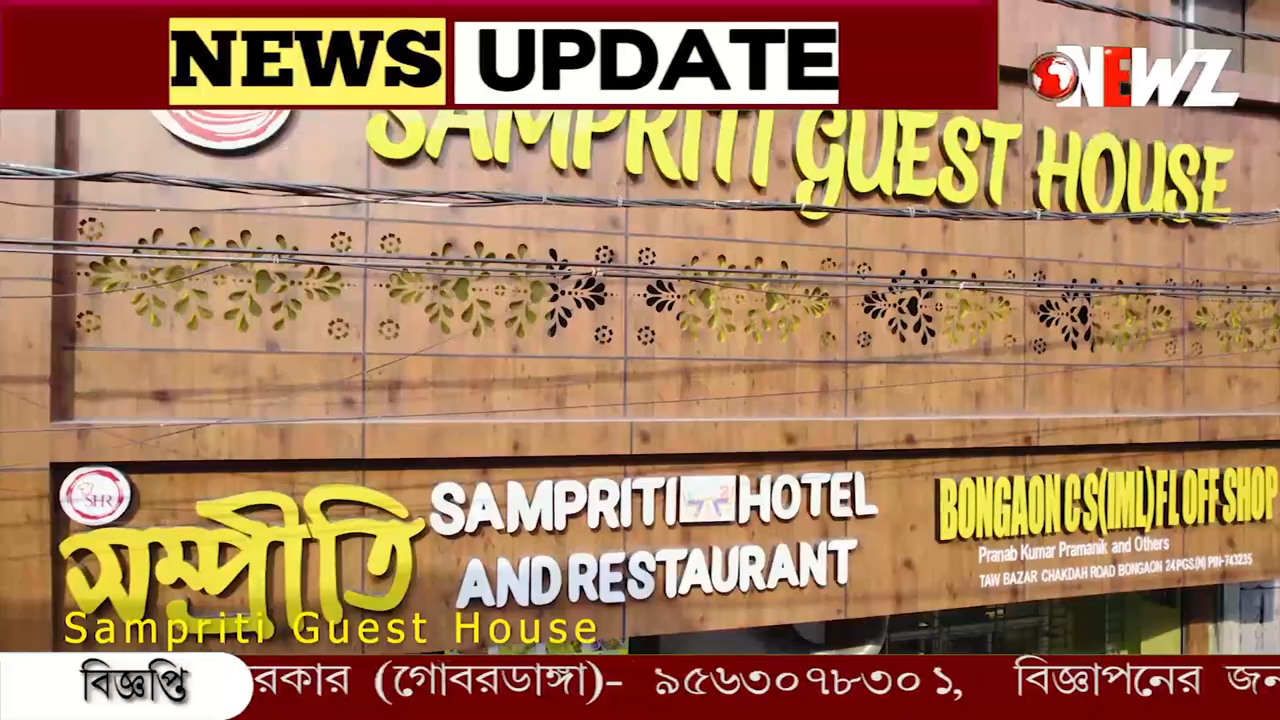 NEWS UPDATE
NEWZ
SAMPRITI GUEST HOUSE
SHR
সম্প্রীতি
SAMPRITI HOTEL
AND RESTAURANT
BONGAON C S(IML) FL OFF SHOP
Pranab Kumar Pramanik and Others
TAW BAZAR CHAKDAH ROAD BONGAON 24PGS.(N) PIN-743235
Sampriti Guest House
বিজ্ঞপ্তি
রকার (গোবরডাঙ্গা)- ৯৫৬৩০৭৮৩০১, বিজ্ঞাপনের জন